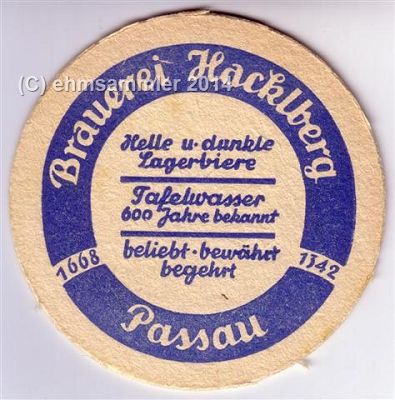 (C) ehmsammler 2014
Brauerei Hacklberg
Helle u. dunkle
Lagerbiere
Tafelwasser
600 Jahre bekannt
beliebt · bewährt
begehrt
1668
1342
Passau